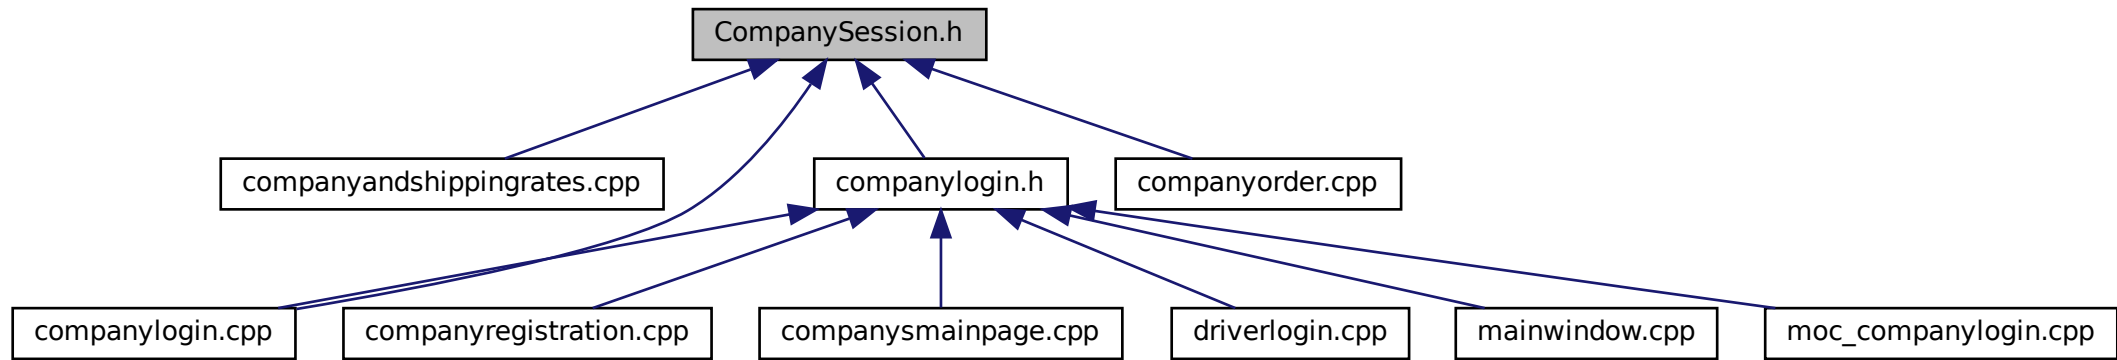 CompanySession.h
companyandshippingrates.cpp
companylogin.h
companyorder.cpp
companylogin.cpp
companyregistration.cpp
companysmainpage.cpp
driverlogin.cpp
mainwindow.cpp
moc_companylogin.cpp